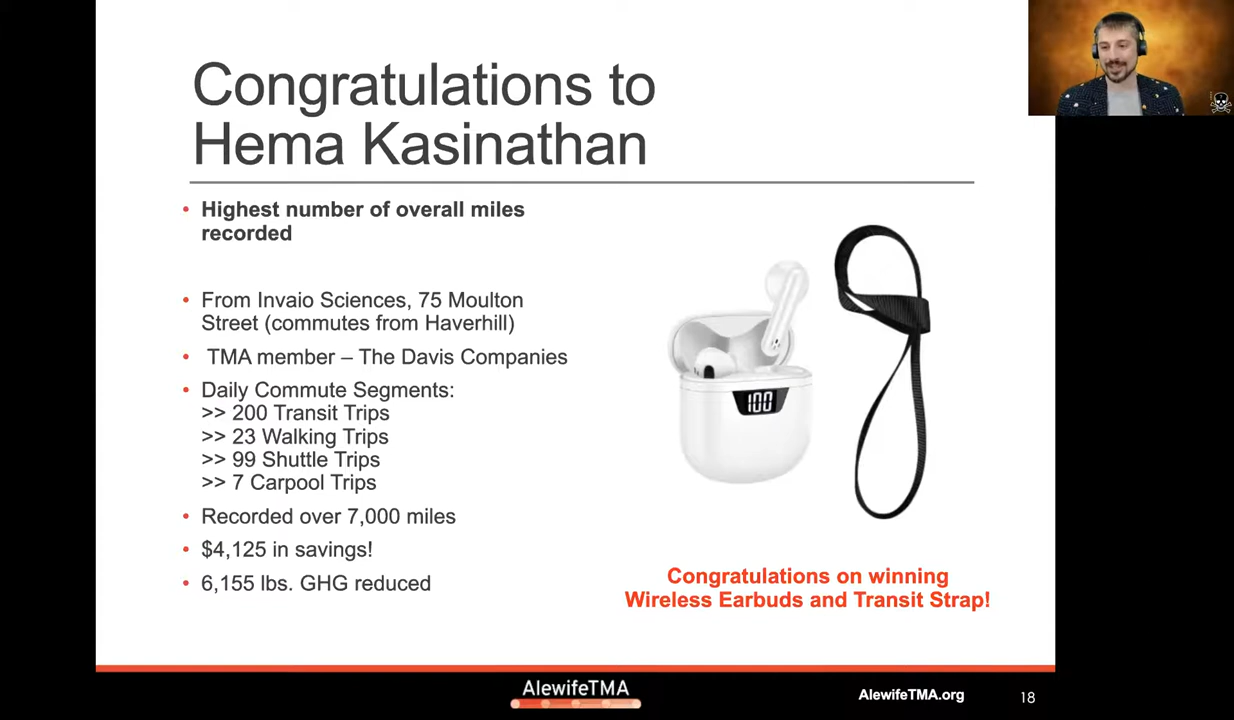 Congratulations to
Hema Kasinathan
• Highest number of overall miles
recorded
• From Invaio Sciences, 75 Moulton
Street (commutes from Haverhill)
• TMA member – The Davis Companies
• Daily Commute Segments:
>> 200 Transit Trips
>> 23 Walking Trips
>> 99 Shuttle Trips
>> 7 Carpool Trips
• Recorded over 7,000 miles
• $4,125 in savings!
• 6,155 lbs. GHG reduced
100
Congratulations on winning
Wireless Earbuds and Transit Strap!
AlewifeTMA
AlewifeTMA.org
18